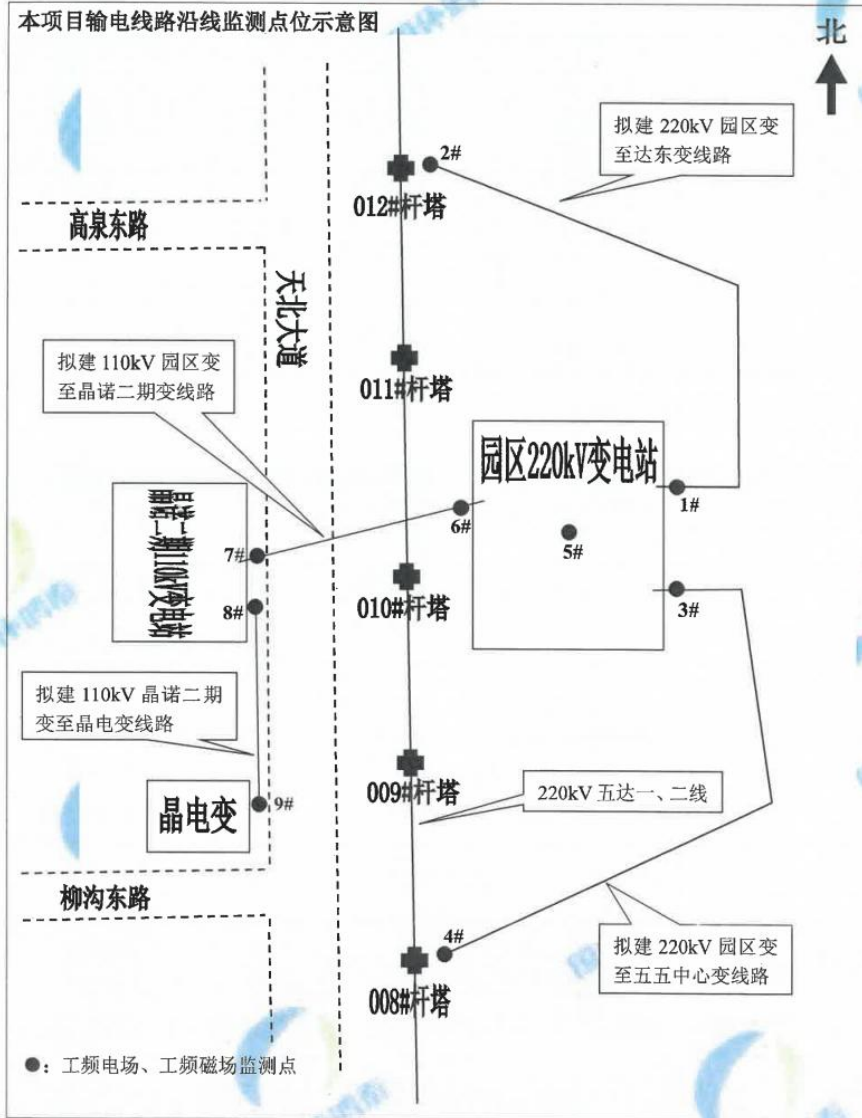 本项目输电线路沿线监测点位示意图
北
拟建 220kV 园区变
至达东变线路
2#
012#杆塔
高泉东路
天北大道
拟建 110kV 园区变
至晶诺二期变线路
011#杆塔
园区220kV变电站
1#
6#
5#
晶诺二期110kV变电站
7#
8#
010#杆塔
3#
拟建 110kV 晶诺二期
变至晶电变线路
009#杆塔
220kV 五达一、二线
晶电变
9#
柳沟东路
4#
拟建 220kV 园区变
至五五中心变线路
008#杆塔
●：工频电场、工频磁场监测点